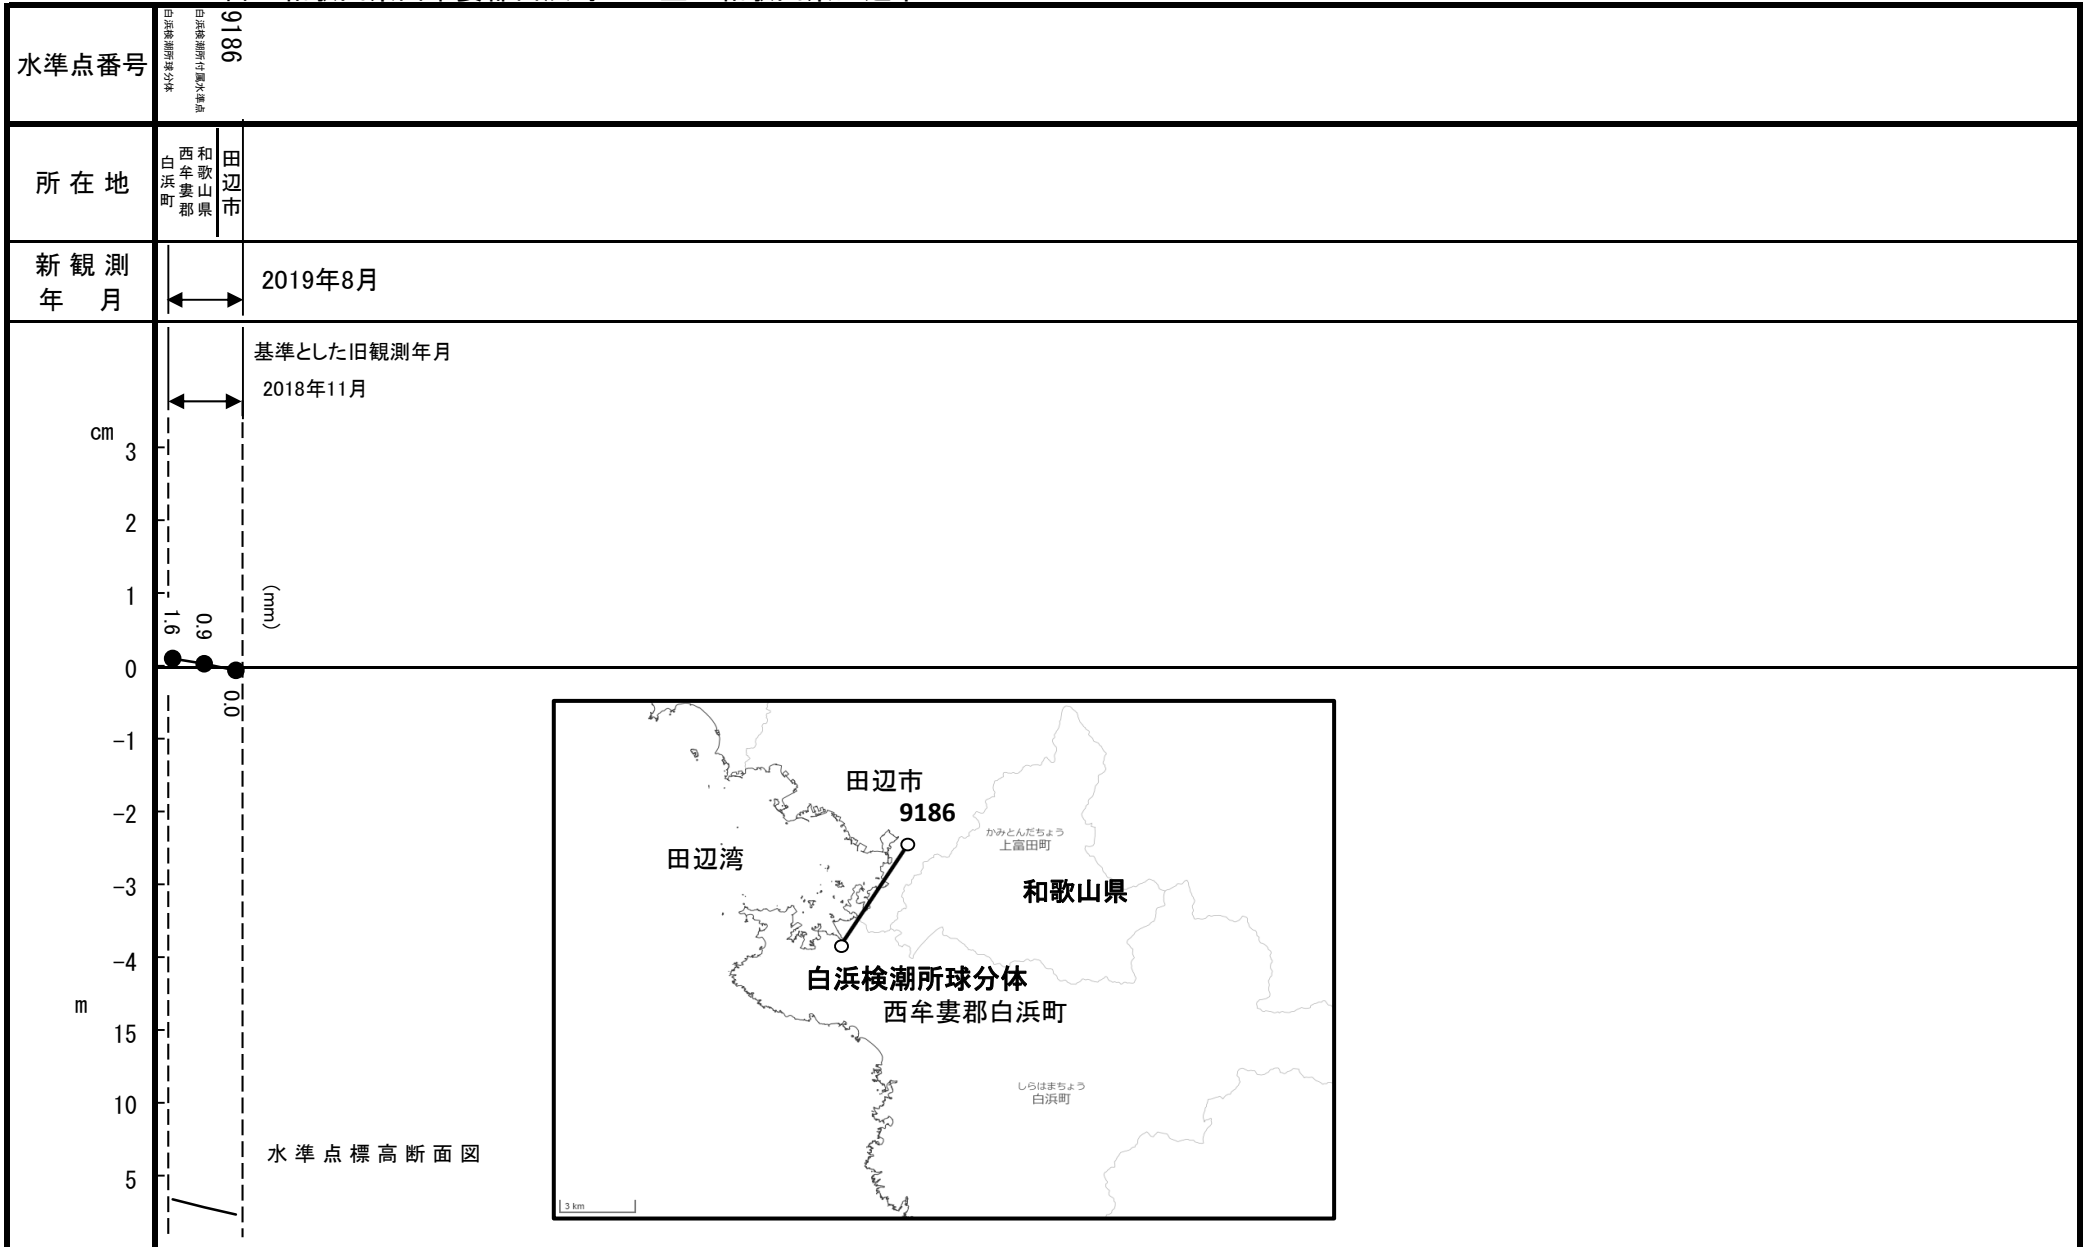 水準点番号
白浜検潮所球分体
白浜検潮所付属水準点
9186
所在地
和歌山県
西牟婁郡
白浜町
田辺市
新観測
年 月
2019年8月
基準とした旧観測年月
2018年11月
cm
3
2
1
0
-1
-2
-3
-4
(mm)
1.6
0.9
0.0
m
15
10
5
水準点標高断面図
田辺市
9186
田辺湾
かみとんだちょう
上富田町
和歌山県
白浜検潮所球分体
西牟婁郡白浜町
しらはまちょう
白浜町
3 km